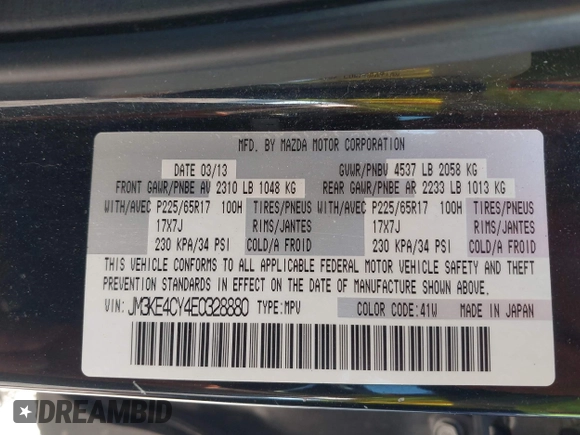 MFD. BY MAZDA MOTOR CORPORATION
DATE 03/13 GVWR/PNBV 4537 LB 2058 KG
FRONT GAWR/PNBE AV 2310 LB 1048 KG REAR GAWR/PNBE AR 2233 LB 1013 KG
WITH/AVEC P225/65R17 100H TIRES/PNEUS WITH/AVEC P225/65R17 100H TIRES/PNEUS
17X7J RIMS/JANTES 17X7J RIMS/JANTES
230 KPA/34 PSI COLD/A FROID 230 KPA/34 PSI COLD/A FROID
THIS VEHICLE CONFORMS TO ALL APPLICABLE FEDERAL MOTOR VEHICLE SAFETY AND THEFT
PREVENTION STANDARDS IN EFFECT ON THE DATE OF MANUFACTURE SHOWN ABOVE.
VIN: JM3KE4CY4E0328880 TYPE:MPV COLOR CODE:41W MADE IN JAPAN
DREAMBID